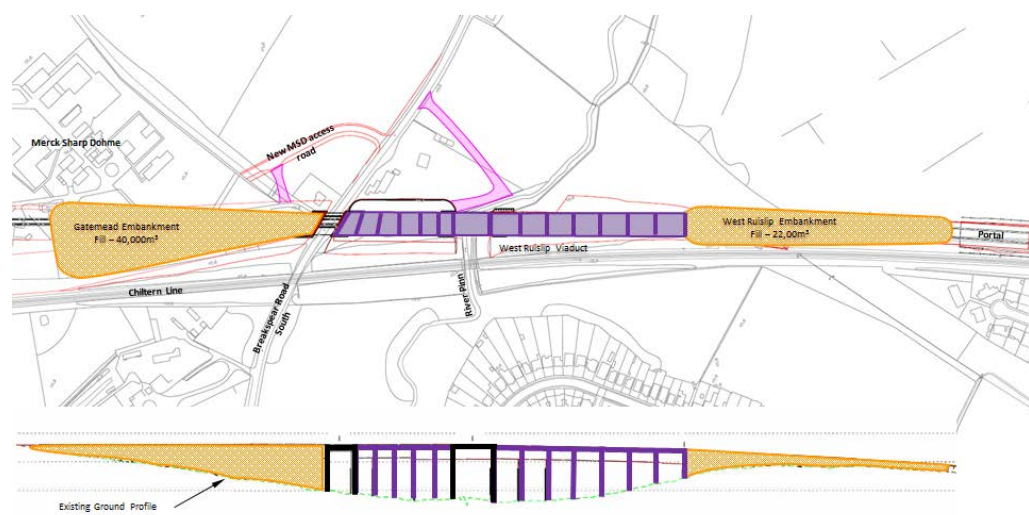 Merck Sharp Dohme
New MSD access
road
Gatemead Embankment
Fill – 40,000m³
West Ruislip Embankment
Fill – 22,00m³
Portal
West Ruislip Viaduct
Chiltern Line
Breakspear Road
South
River Pinn
Existing Ground Profile